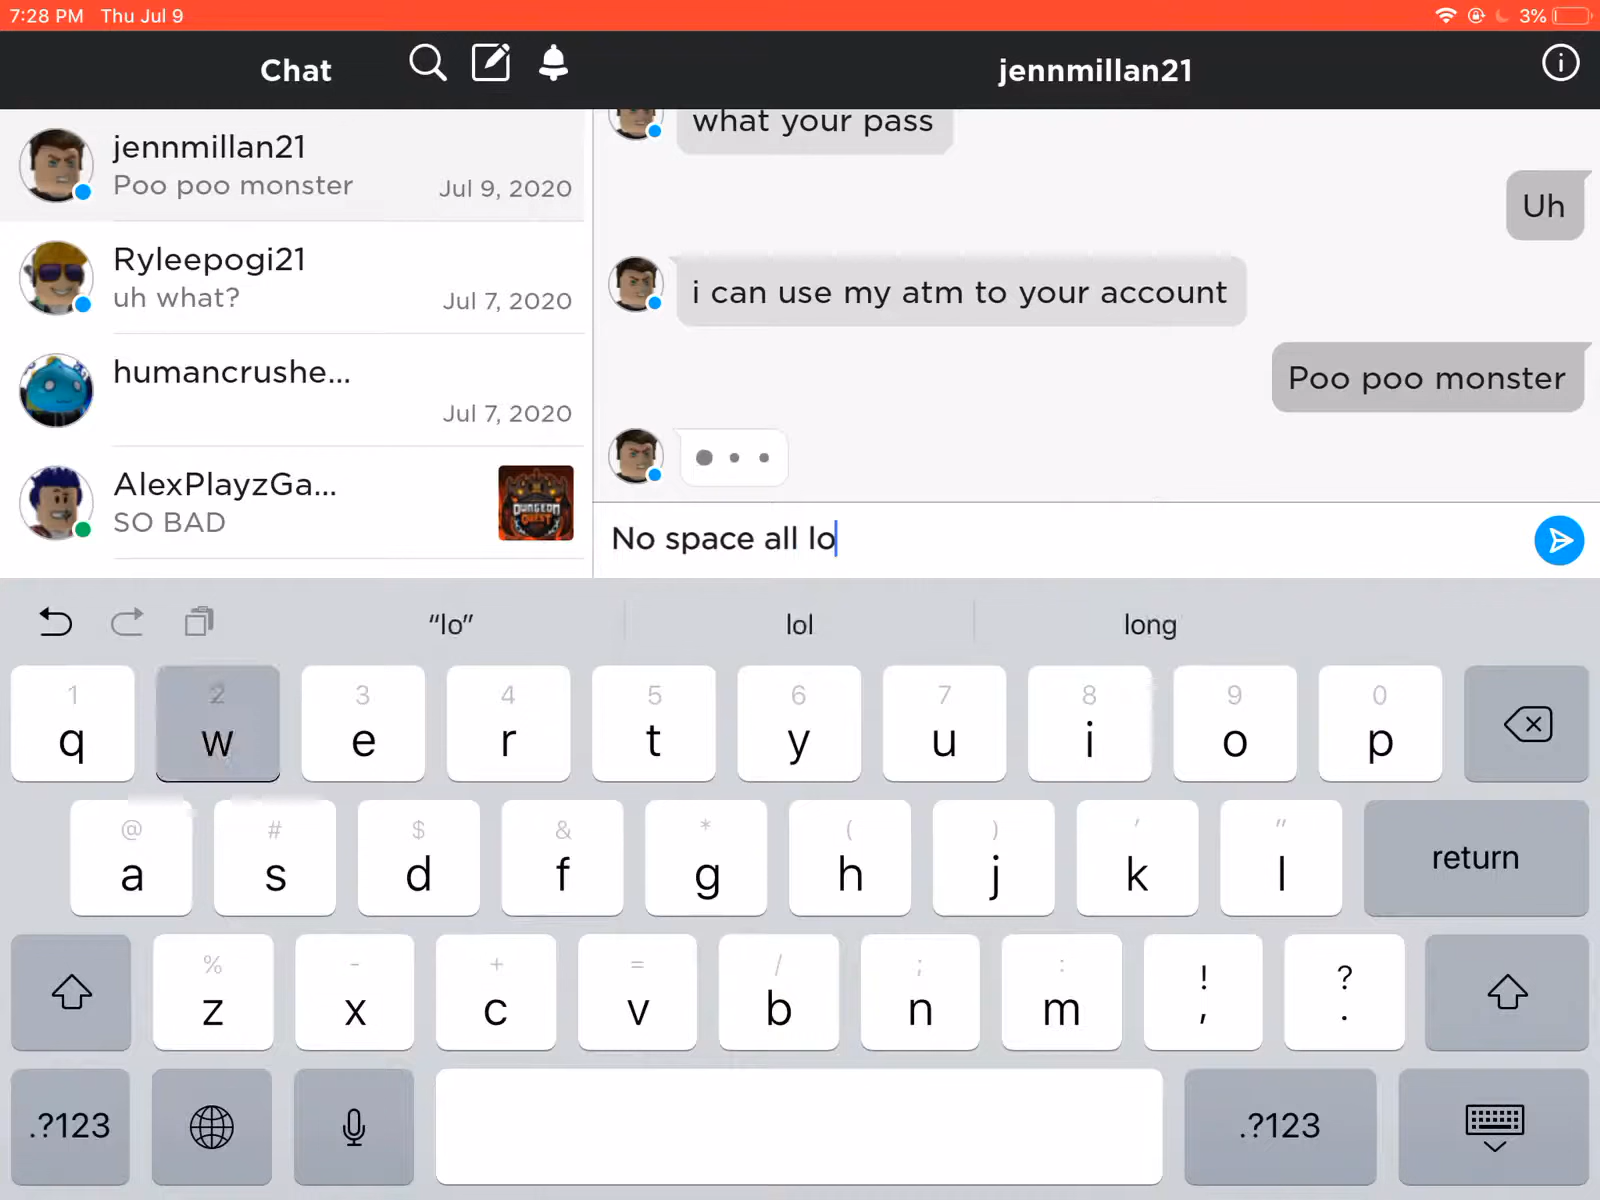 7:28 PM Thu Jul 9
3%
Chat
jennmillan21
jennmillan21
Poo poo monster
Jul 9, 2020
Ryleepogi21
uh what?
Jul 7, 2020
humancrushe...
Jul 7, 2020
AlexPlayzGa...
SO BAD
DUNGEON
QUEST
what your pass
Uh
i can use my atm to your account
Poo poo monster
No space all lo
“lo” lol long
1 2 3 4 5 6 7 8 9 0
q w e r t y u i o p
@ # $ & * ( ) ' "
a s d f g h j k l return
% - + = / ; : ! ?
z x c v b n m , .
.?123 .?123